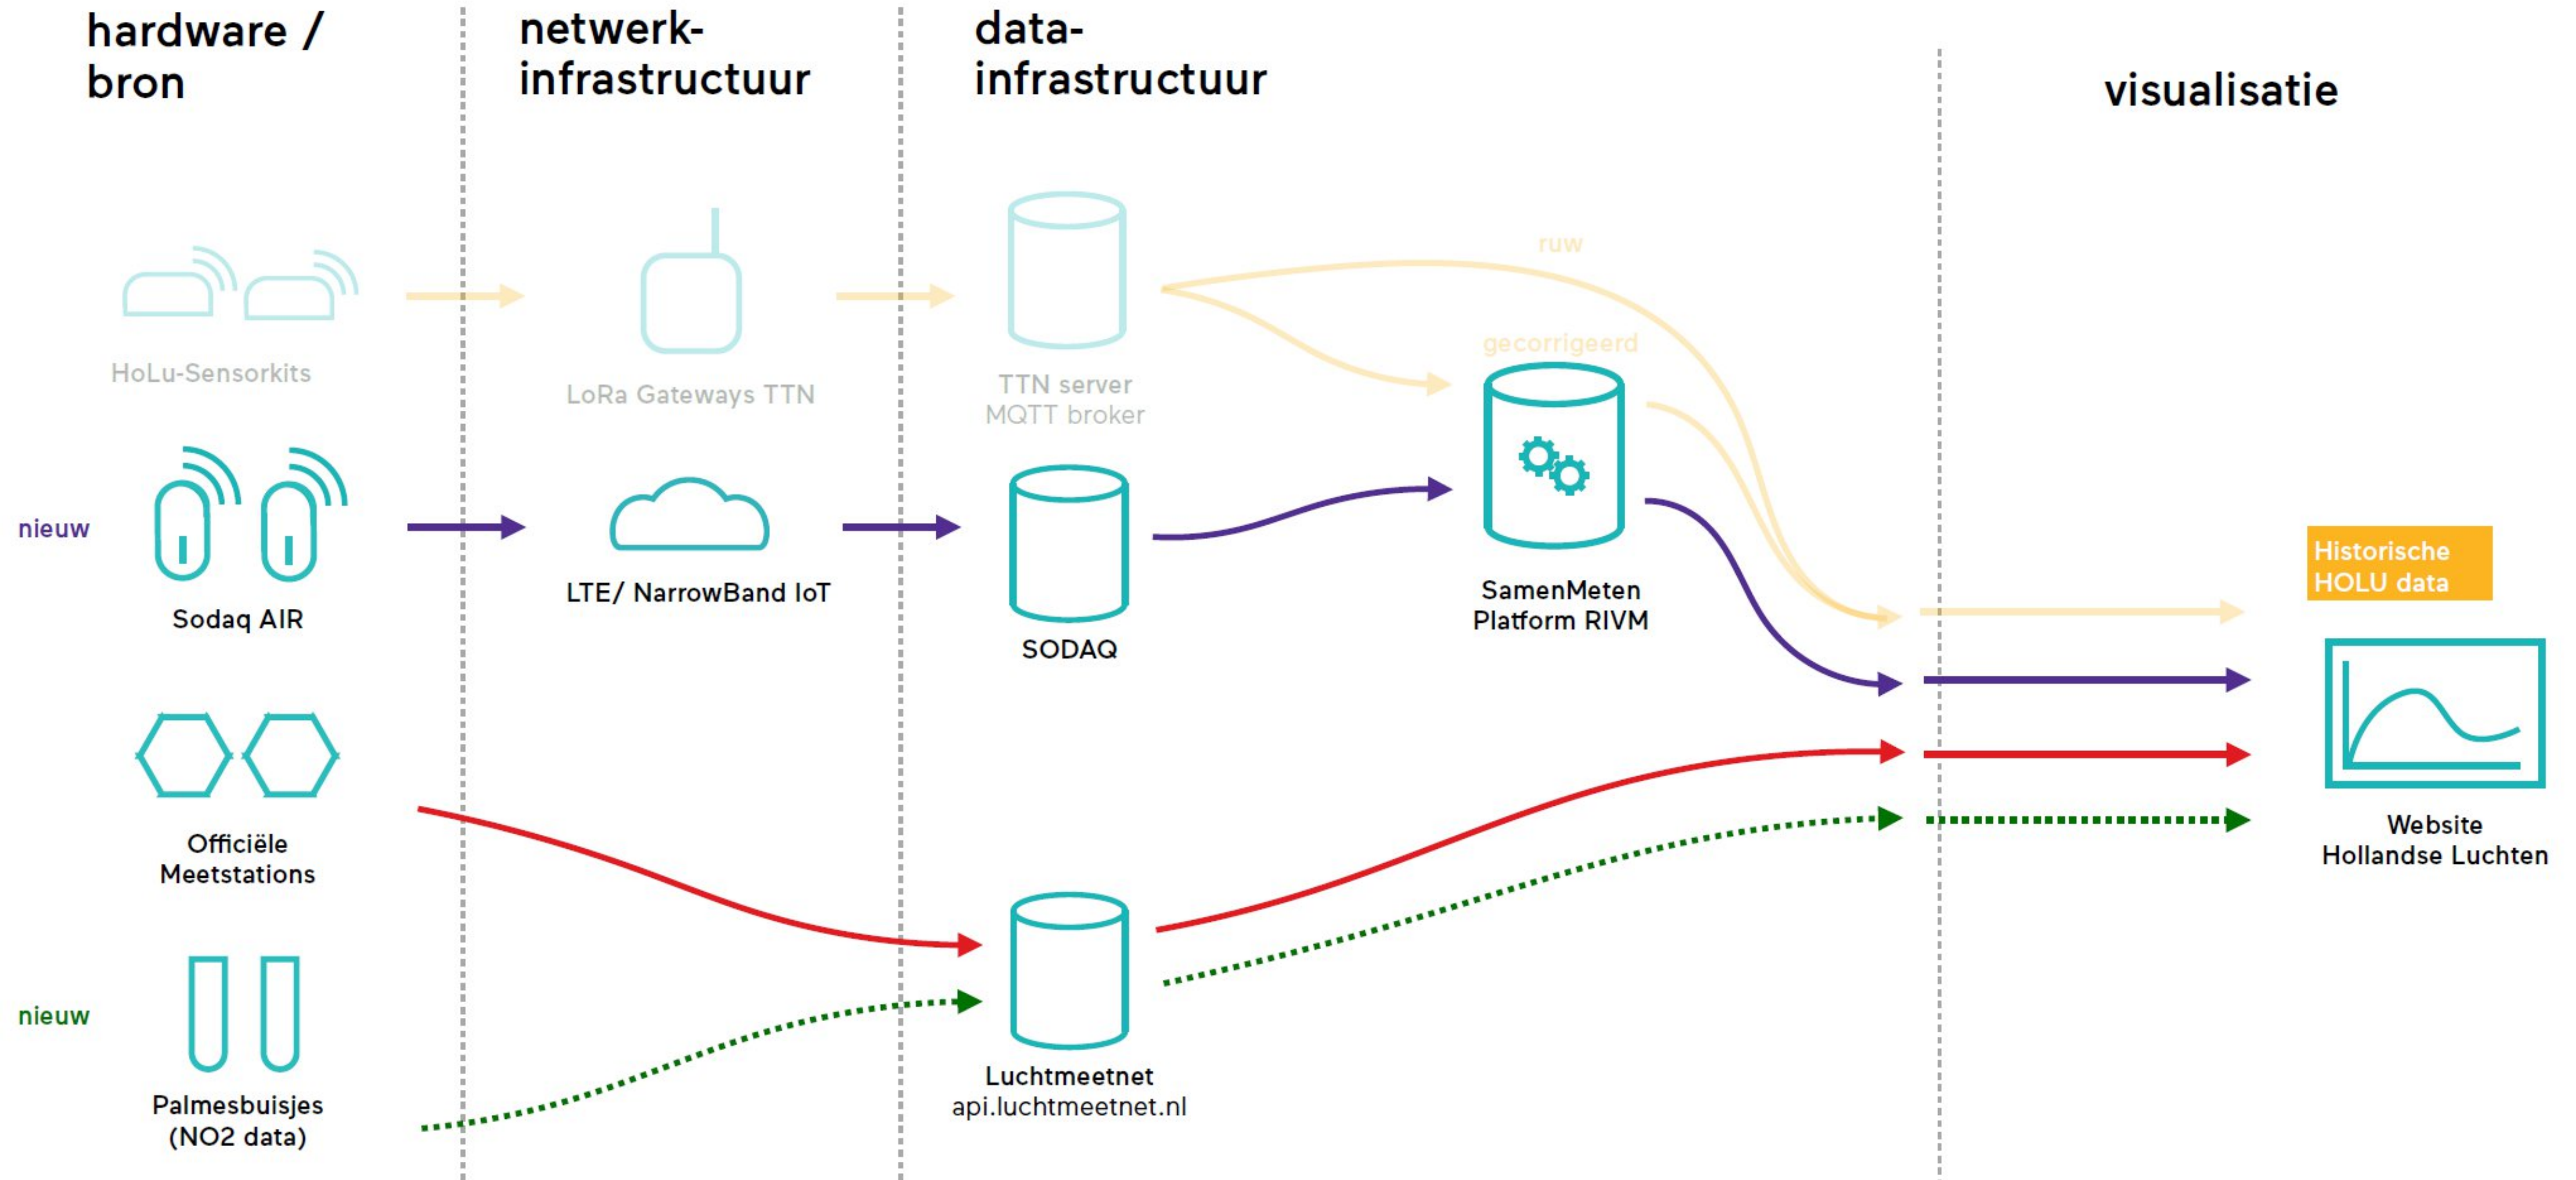 hardware /
bron
netwerk-
infrastructuur
data-
infrastructuur
visualisatie
ruw
gecorrigeerd
HoLu-Sensorkits
LoRa Gateways TTN
TTN server
MQTT broker
nieuw
Sodaq AIR
LTE/ NarrowBand IoT
SODAQ
SamenMeten
Platform RIVM
Historische
HOLU data
Officiële
Meetstations
Website
Hollandse Luchten
nieuw
Palmesbuisjes
(NO2 data)
Luchtmeetnet
api.luchtmeetnet.nl